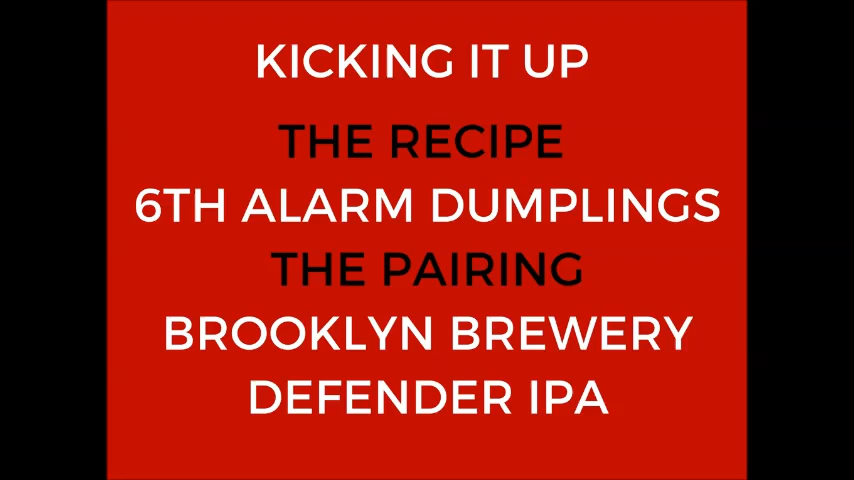 KICKING IT UP
THE RECIPE
6TH ALARM DUMPLINGS
THE PAIRING
BROOKLYN BREWERY
DEFENDER IPA